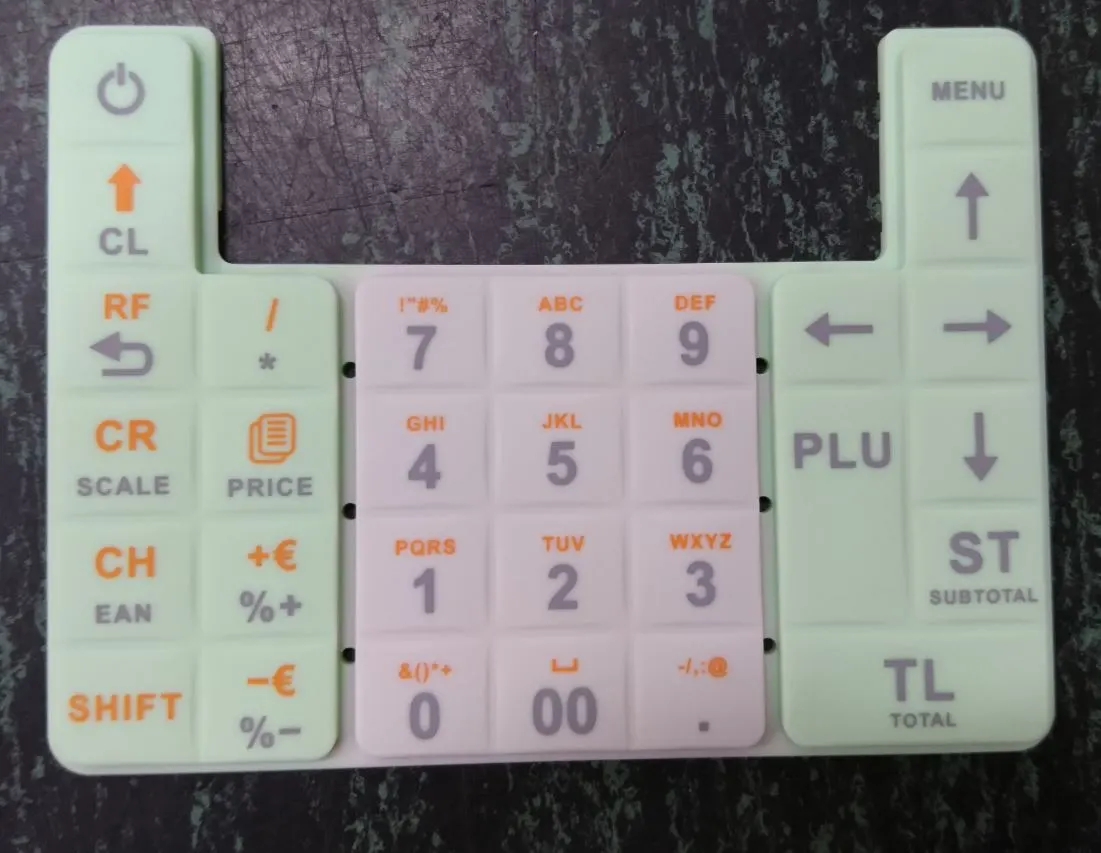 MENU
CL
RF
/
*
!"#%
7
ABC
8
DEF
9
CR
SCALE
PRICE
GHI
4
JKL
5
MNO
6
PLU
CH
EAN
+€
%+
PQRS
1
TUV
2
WXYZ
3
ST
SUBTOTAL
SHIFT
−€
%−
&()*+
0
00
-/,:@
.
TL
TOTAL